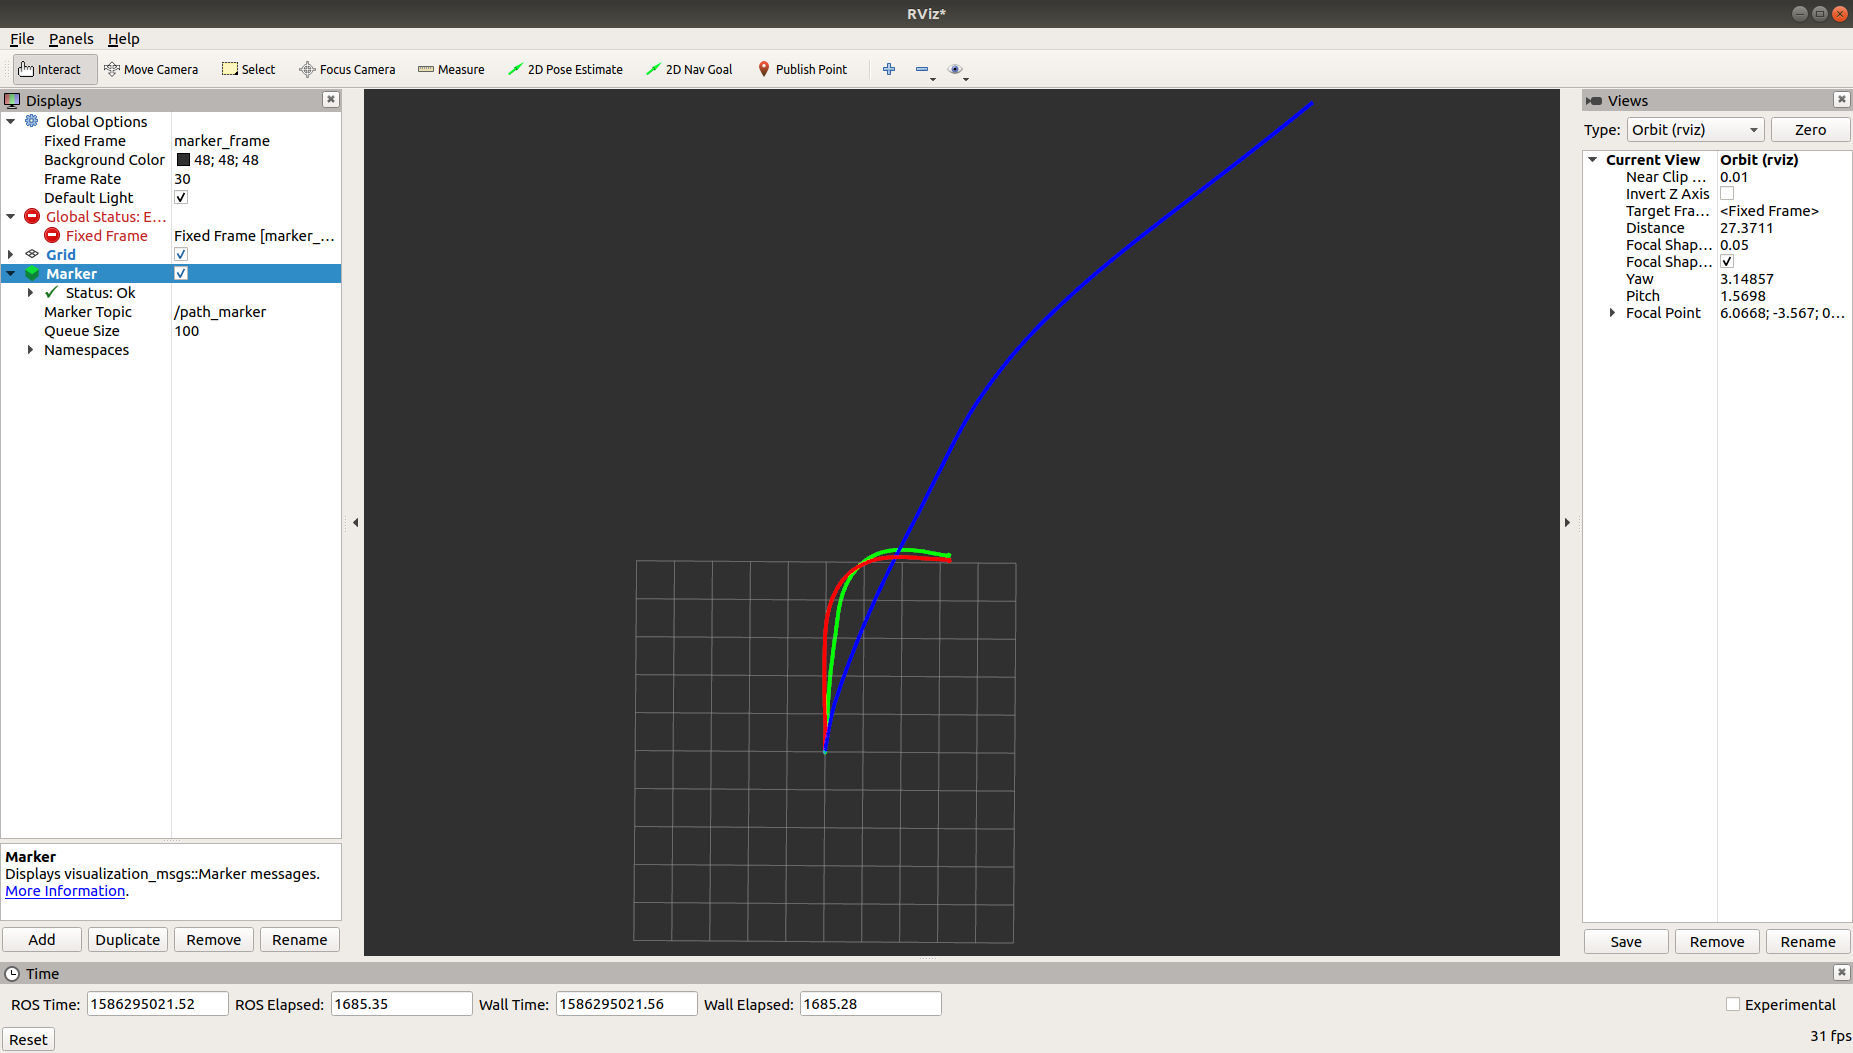 RViz*
File Panels Help
Interact Move Camera Select Focus Camera Measure 2D Pose Estimate 2D Nav Goal Publish Point
Displays
Global Options
Fixed Frame marker_frame
Background Color 48; 48; 48
Frame Rate 30
Default Light
Global Status: E...
Fixed Frame Fixed Frame [marker_...
Grid
Marker
Status: Ok
Marker Topic /path_marker
Queue Size 100
Namespaces
Marker
Displays visualization_msgs::Marker messages.
More Information.
Add Duplicate Remove Rename
Views
Type: Orbit (rviz) Zero
Current View Orbit (rviz)
Near Clip ... 0.01
Invert Z Axis
Target Fra... <Fixed Frame>
Distance 27.3711
Focal Shap... 0.05
Focal Shap...
Yaw 3.14857
Pitch 1.5698
Focal Point 6.0668; -3.567; 0...
Save Remove Rename
Time
ROS Time: 1586295021.52 ROS Elapsed: 1685.35 Wall Time: 1586295021.56 Wall Elapsed: 1685.28 Experimental
Reset 31 fps